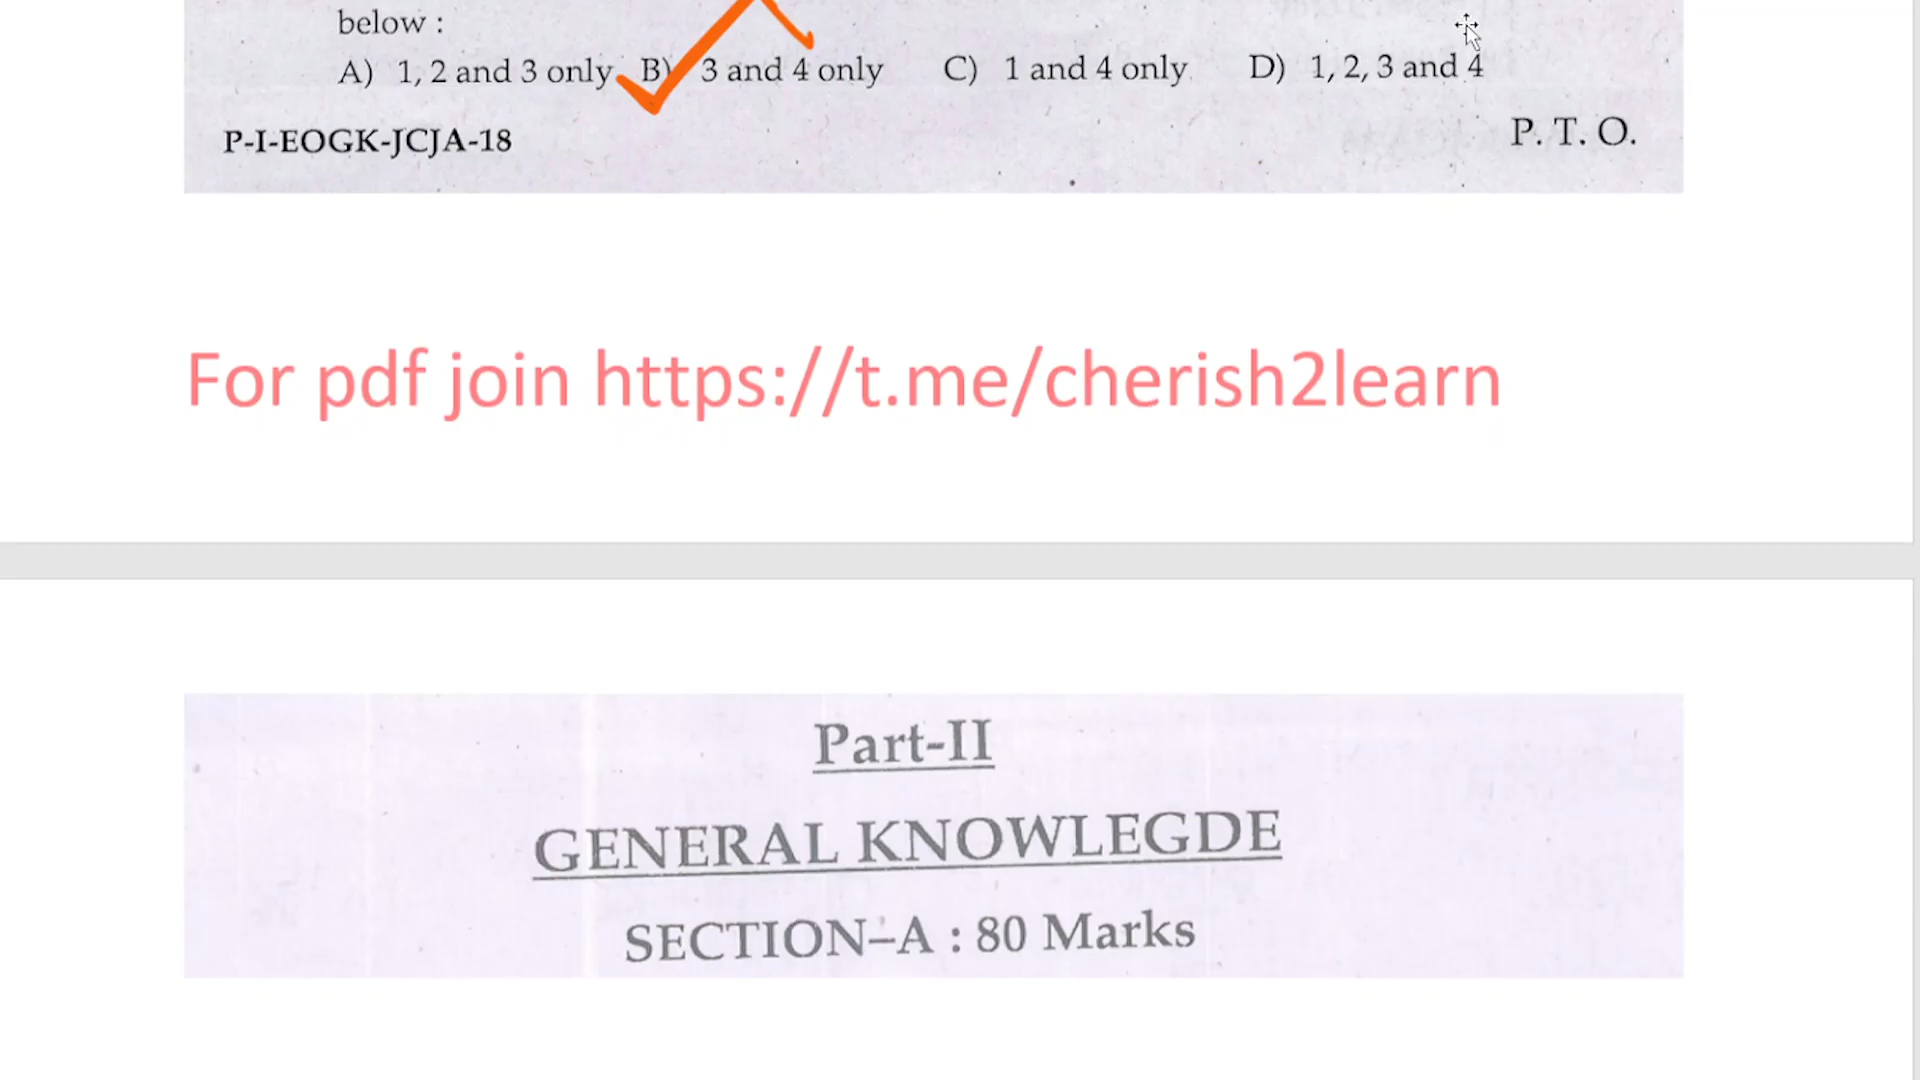 below :
A) 1, 2 and 3 only B) 3 and 4 only C) 1 and 4 only D) 1, 2, 3 and 4
P-I-EOGK-JCJA-18 P. T. O.
For pdf join https://t.me/cherish2learn
Part-II
GENERAL KNOWLEGDE
SECTION–A : 80 Marks